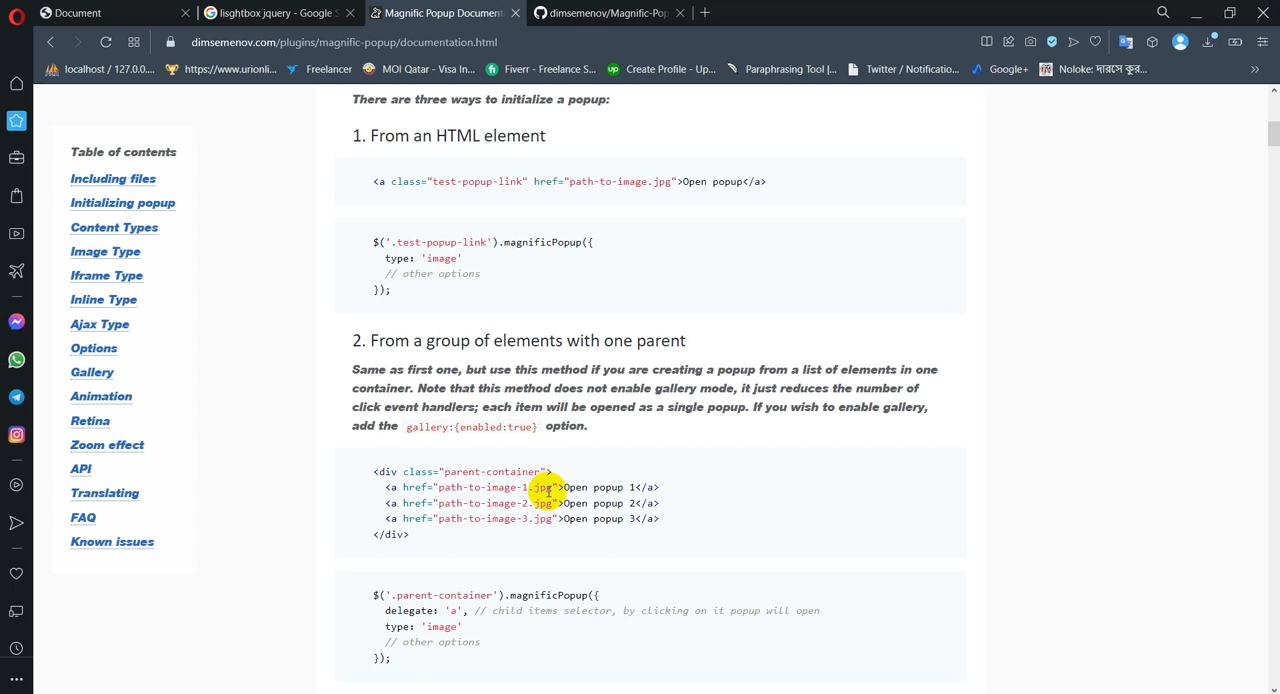 Document
lisghtbox jquery - Google S
Magnific Popup Document
dimsemenov/Magnific-Pop
dimsemenov.com/plugins/magnific-popup/documentation.html
localhost / 127.0.0....
https://www.urionli...
Freelancer
MOI Qatar - Visa In...
Fiverr - Freelance S...
Create Profile - Up...
Paraphrasing Tool |...
Twitter / Notificatio...
Google+
Noloke: দারসে কুর...
There are three ways to initialize a popup:
1. From an HTML element
Table of contents
Including files
Initializing popup
Content Types
Image Type
Iframe Type
Inline Type
Ajax Type
Options
Gallery
Animation
Retina
Zoom effect
API
Translating
FAQ
Known issues
<a class="test-popup-link" href="path-to-image.jpg">Open popup</a>
$('.test-popup-link').magnificPopup({
type: 'image'
// other options
});
2. From a group of elements with one parent
Same as first one, but use this method if you are creating a popup from a list of elements in one
container. Note that this method does not enable gallery mode, it just reduces the number of
click event handlers; each item will be opened as a single popup. If you wish to enable gallery,
add the gallery:{enabled:true} option.
<div class="parent-container">
<a href="path-to-image-1.jpg">Open popup 1</a>
<a href="path-to-image-2.jpg">Open popup 2</a>
<a href="path-to-image-3.jpg">Open popup 3</a>
</div>
$('.parent-container').magnificPopup({
delegate: 'a', // child items selector, by clicking on it popup will open
type: 'image'
// other options
});